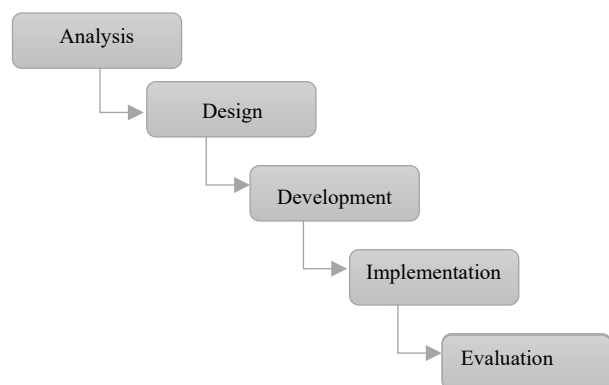 Analysis
Design
Development
Implementation
Evaluation